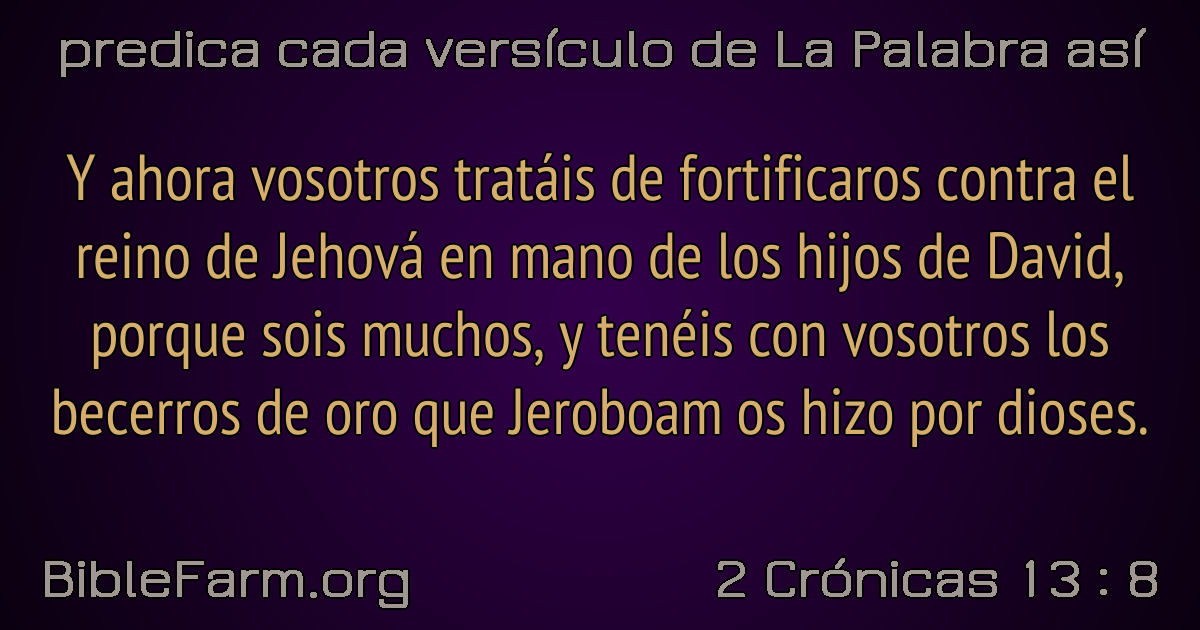 predica cada versículo de La Palabra así
Y ahora vosotros tratáis de fortificaros contra el
reino de Jehová en mano de los hijos de David,
porque sois muchos, y tenéis con vosotros los
becerros de oro que Jeroboam os hizo por dioses.
BibleFarm.org
2 Crónicas 13 : 8